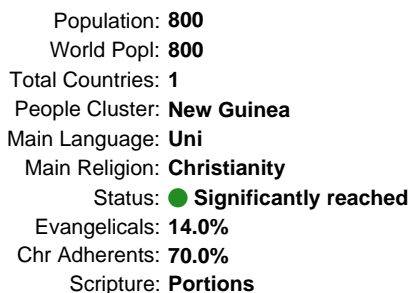 Population: 800
World Popl: 800
Total Countries: 1
People Cluster: New Guinea
Main Language: Uni
Main Religion: Christianity
Status: Significantly reached
Evangelicals: 14.0%
Chr Adherents: 70.0%
Scripture: Portions